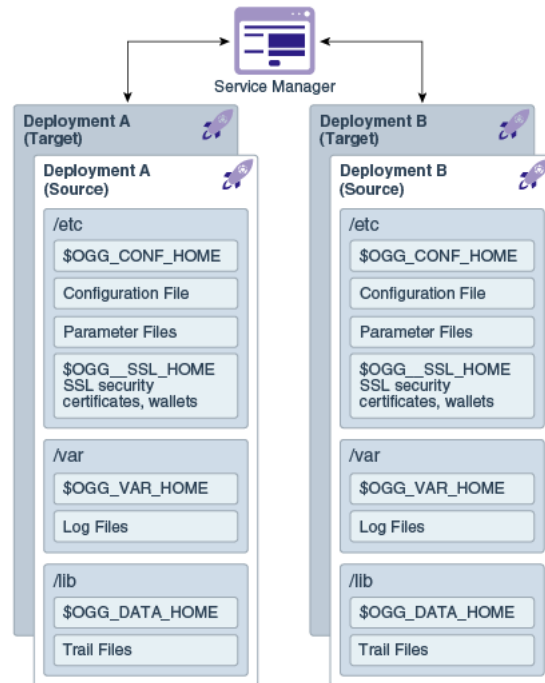 Service Manager
Deployment A
(Target)
Deployment A
(Source)
/etc
$OGG_CONF_HOME
Configuration File
Parameter Files
$OGG__SSL_HOME
SSL security
certificates, wallets
/var
$OGG_VAR_HOME
Log Files
/lib
$OGG_DATA_HOME
Trail Files
Deployment B
(Target)
Deployment B
(Source)
/etc
$OGG_CONF_HOME
Configuration File
Parameter Files
$OGG__SSL_HOME
SSL security
certificates, wallets
/var
$OGG_VAR_HOME
Log Files
/lib
$OGG_DATA_HOME
Trail Files